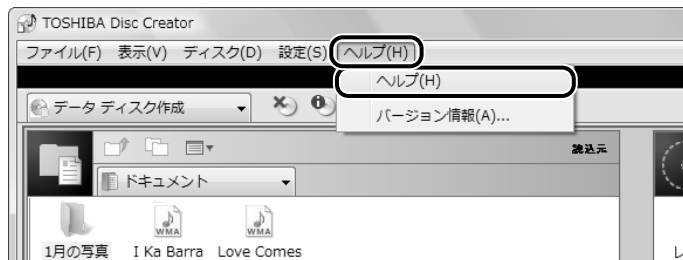 TOSHIBA Disc Creator
ファイル(F) 表示(V) ディスク(D) 設定(S) ヘルプ(H)
ヘルプ(H)
データ ディスク作成
バージョン情報(A)...
読込元
ドキュメント
WMA WMA
1月の写真 I Ka Barra Love Comes
レ